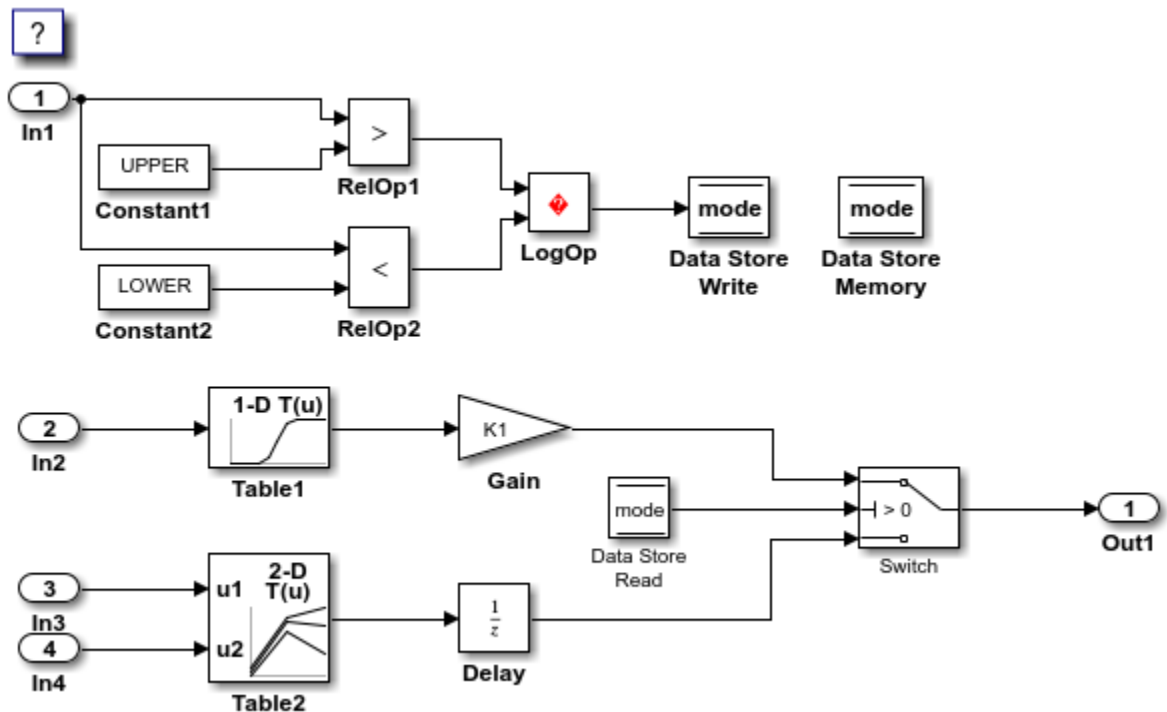 ?
1
In1
UPPER
Constant1
>
RelOp1
LOWER
Constant2
<
RelOp2
�
LogOp
mode
Data Store
Write
mode
Data Store
Memory
2
In2
1-D T(u)
Table1
K1
Gain
mode
Data Store
Read
> 0
Switch
1
Out1
3
In3
4
In4
u1
u2
2-D
T(u)
Table2
1
z
Delay